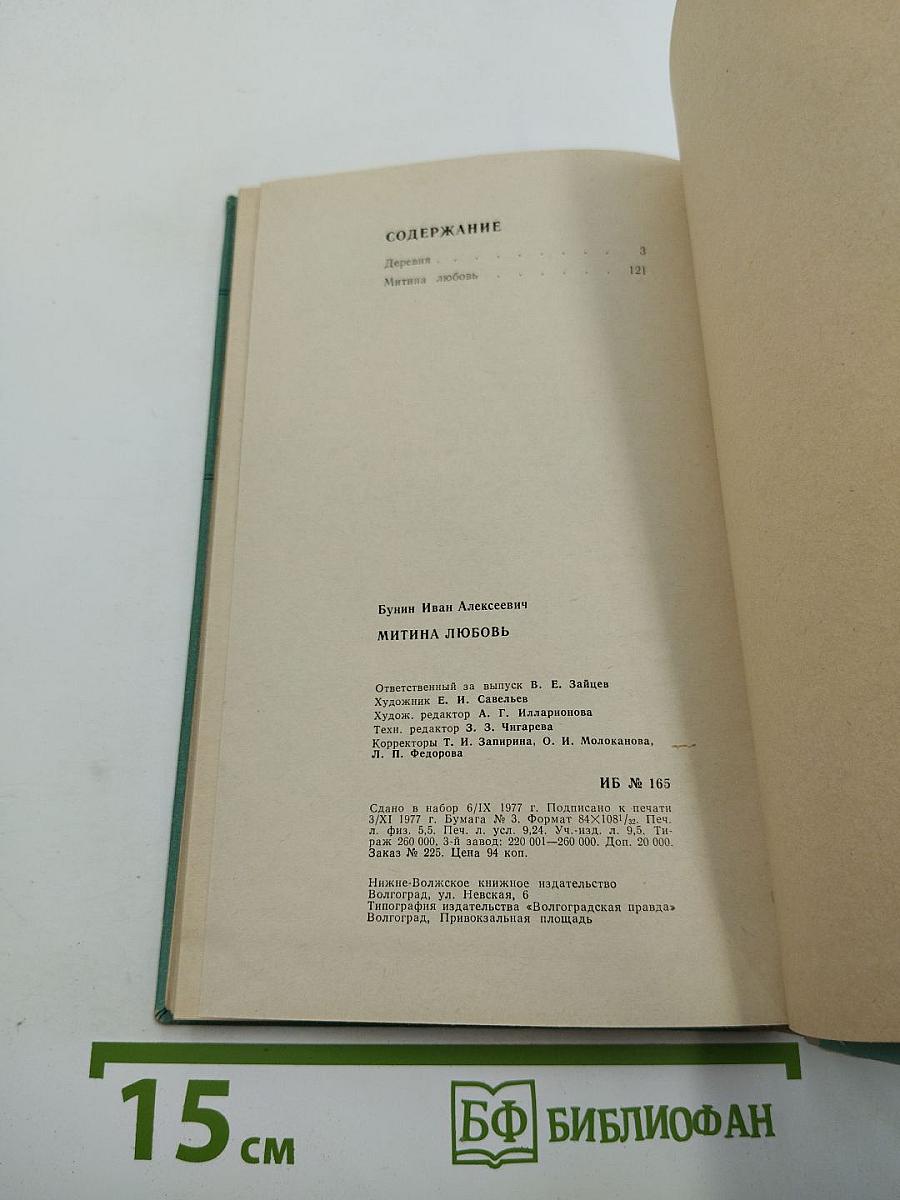 СОДЕРЖАНИЕ
Деревня . . . . . . . . . . 3
Митина любовь . . . . . . . 121
Бунин Иван Алексеевич
МИТИНА ЛЮБОВЬ
Ответственный за выпуск В. Е. Зайцев
Художник Е. И. Савельев
Худож. редактор А. Г. Илларионова
Техн. редактор З. З. Чигарева
Корректоры Т. И. Запирина, О. И. Молоканова,
Л. П. Федорова
ИБ № 165
Сдано в набор 6/IX 1977 г. Подписано к печати
3/XI 1977 г. Бумага № 3. Формат 84×108¹/₃₂. Печ.
л. физ. 5,5. Печ. л. усл. 9,24. Уч.-изд. л. 9,5. Ти-
раж 260 000, 3-й завод: 220 001—260 000. Доп. 20 000.
Заказ № 225. Цена 94 коп.
Нижне-Волжское книжное издательство
Волгоград, ул. Невская, 6
Типография издательства «Волгоградская правда»
Волгоград, Привокзальная площадь
15 см
БФ БИБЛИОФАН